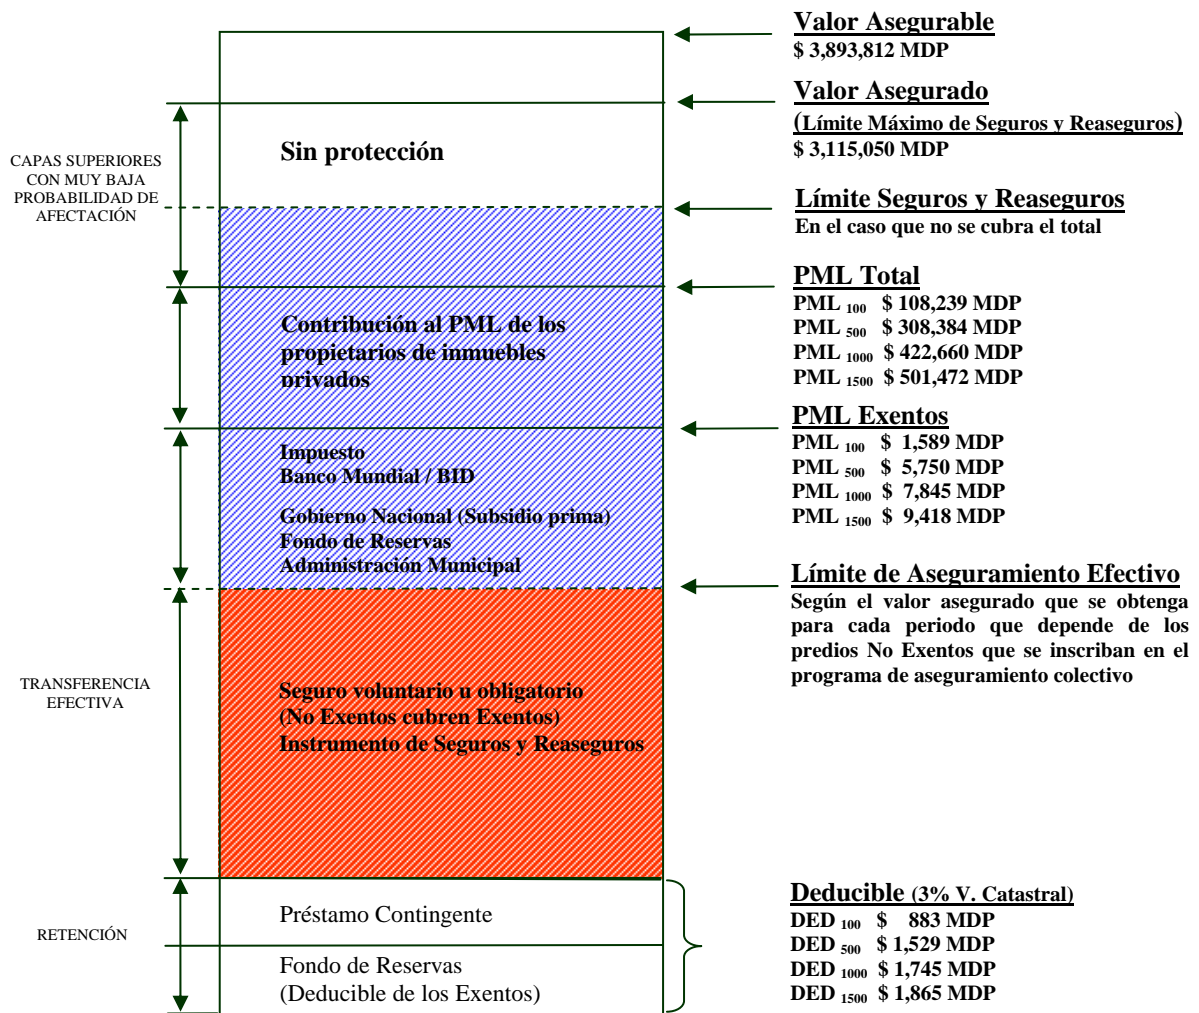 Valor Asegurable
$ 3,893,812 MDP
Valor Asegurado
(Límite Máximo de Seguros y Reaseguros)
$ 3,115,050 MDP
CAPAS SUPERIORES
CON MUY BAJA
PROBABILIDAD DE
AFECTACIÓN
Sin protección
Límite Seguros y Reaseguros
En el caso que no se cubra el total
PML Total
PML 100 $ 108,239 MDP
PML 500 $ 308,384 MDP
PML 1000 $ 422,660 MDP
PML 1500 $ 501,472 MDP
Contribución al PML de los
propietarios de inmuebles
privados
PML Exentos
PML 100 $ 1,589 MDP
PML 500 $ 5,750 MDP
PML 1000 $ 7,845 MDP
PML 1500 $ 9,418 MDP
Impuesto
Banco Mundial / BID
Gobierno Nacional (Subsidio prima)
Fondo de Reservas
Administración Municipal
Límite de Aseguramiento Efectivo
Según el valor asegurado que se obtenga
para cada periodo que depende de los
predios No Exentos que se inscriban en el
programa de aseguramiento colectivo
TRANSFERENCIA
EFECTIVA
Seguro voluntario u obligatorio
(No Exentos cubren Exentos)
Instrumento de Seguros y Reaseguros
RETENCIÓN
Préstamo Contingente
Fondo de Reservas
(Deducible de los Exentos)
Deducible (3% V. Catastral)
DED 100 $ 883 MDP
DED 500 $ 1,529 MDP
DED 1000 $ 1,745 MDP
DED 1500 $ 1,865 MDP